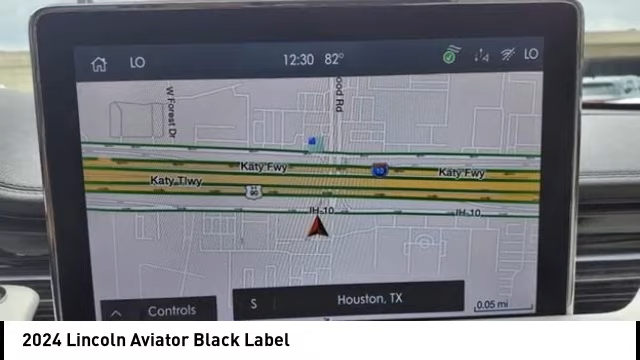 LO 12:30 82° LO
W Forest Dr
ood Rd
Katy Fwy
10
Katy Fwy
Katy Tlwy
90
IH-10
IH-10
Controls
S Houston, TX
0.05 mi
2024 Lincoln Aviator Black Label